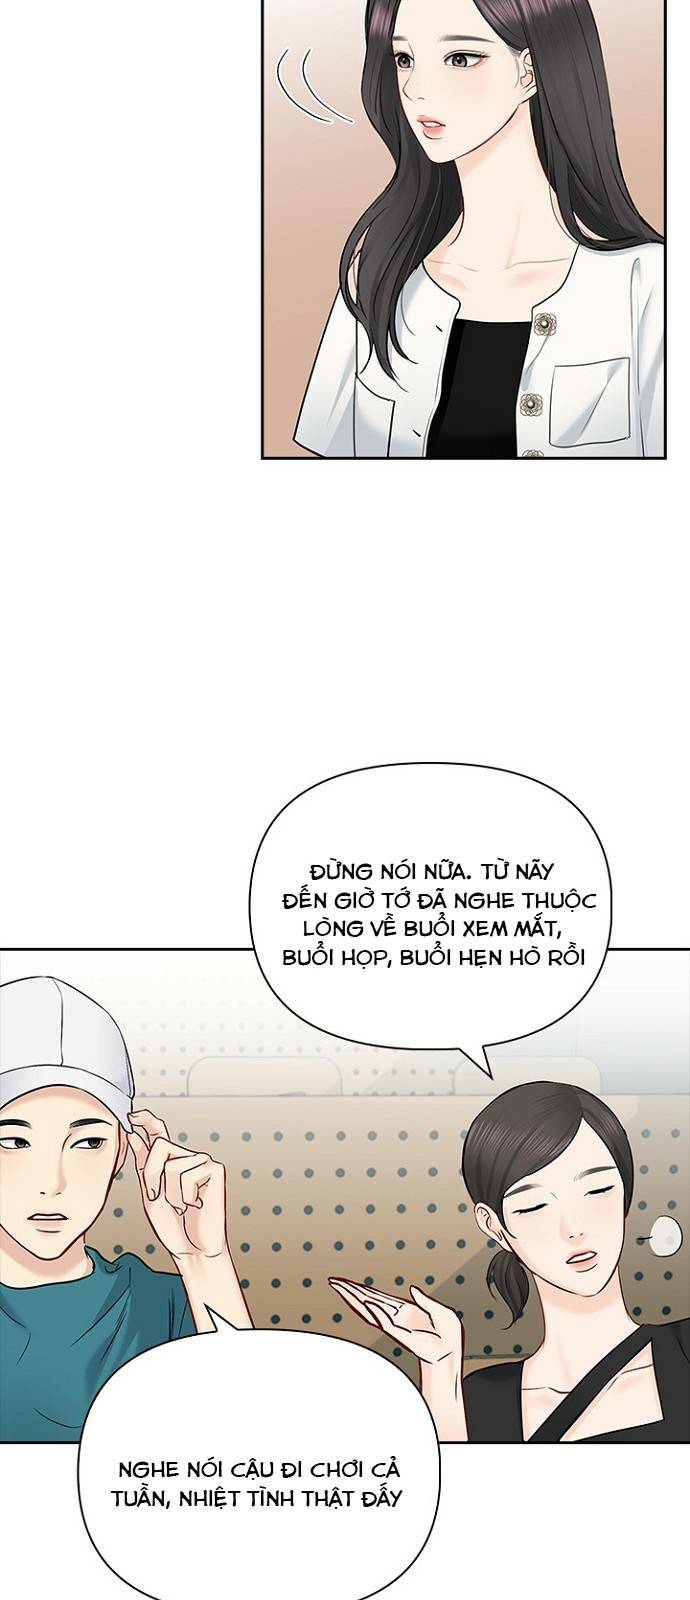 ĐỪNG NÓI NỮA. TỪ NÃY
ĐẾN GIỜ TỚ ĐÃ NGHE THUỘC
LÒNG VỀ BUỔI XEM MẮT,
BUỔI HỌP, BUỔI HẸN HÒ RỒI
NGHE NÓI CẬU ĐI CHƠI CẢ
TUẦN, NHIỆT TÌNH THẬT ĐẤY